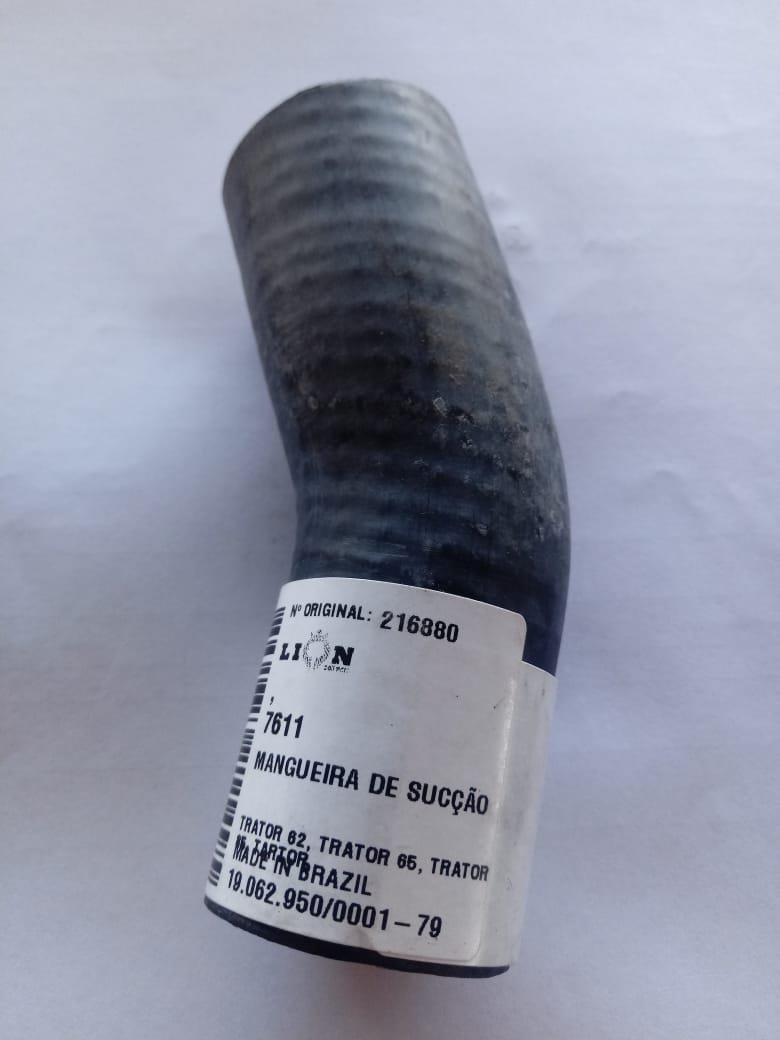 Nº ORIGINAL: 216880
LION
,
7611
MANGUEIRA DE SUCÇÃO
TRATOR 62, TRATOR 65, TRATOR
TARTOR
MADE IN BRAZIL
19.062.950/0001-79